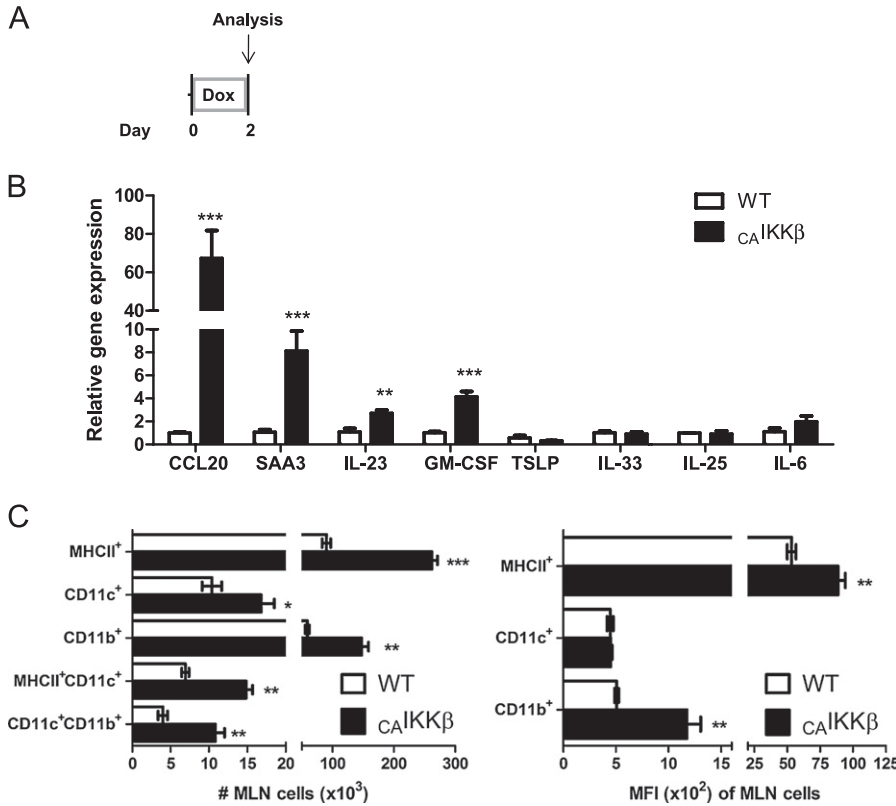 A
Analysis
Dox
Day 0 2
B
Relative gene expression
100
80
60
40
10
8
6
4
2
0
***
***
**
***
WT
CAIKKβ
CCL20 SAA3 IL-23 GM-CSF TSLP IL-33 IL-25 IL-6
C
MHCII+
***
CD11c+
*
CD11b+
**
MHCII+CD11c+
**
CD11c+CD11b+
**
WT
CAIKKβ
0 5 10 15 20 100 200 300
# MLN cells (x10³)
MHCII+
**
CD11c+
CD11b+
**
WT
CAIKKβ
0 5 10 15 25 50 75 100 125
MFI (x10²) of MLN cells